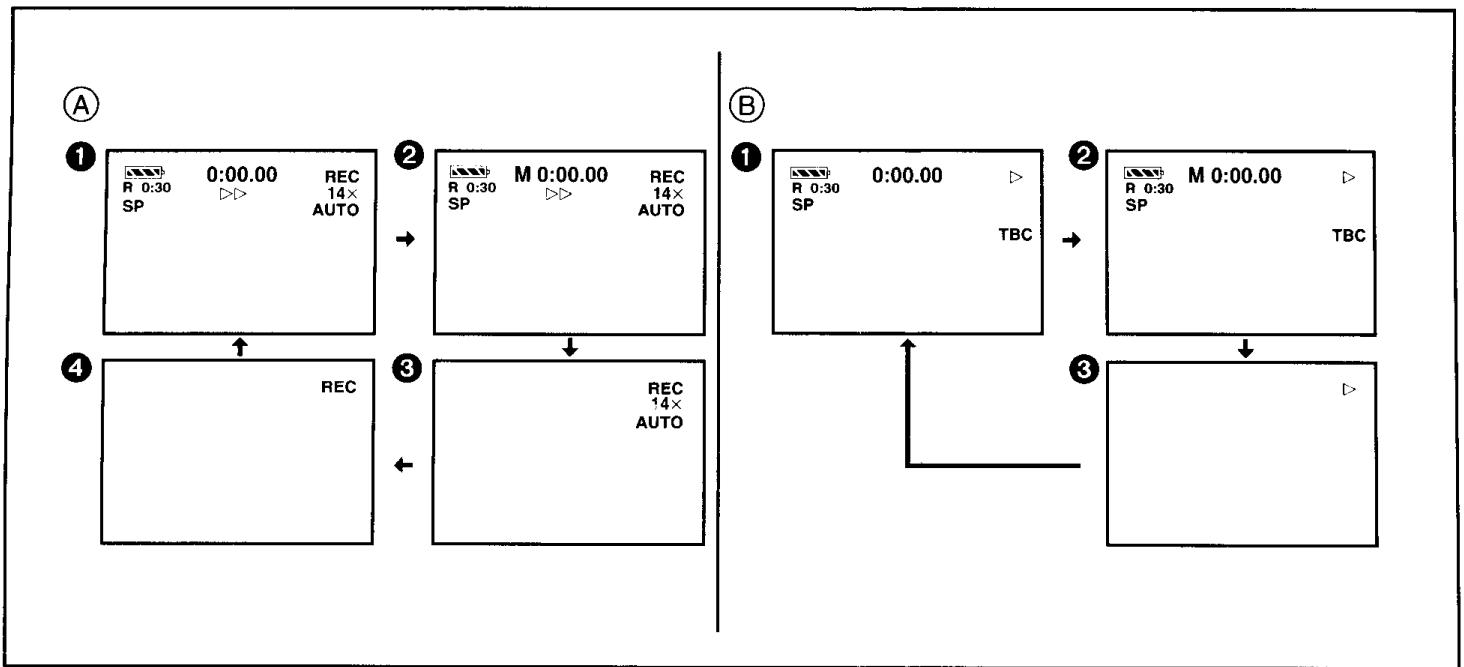 A
1
0:00.00 REC
R 0:30 ▷▷ 14×
SP AUTO
2
M 0:00.00 REC
R 0:30 ▷▷ 14×
SP AUTO
4
REC
3
REC
14×
AUTO
B
1
0:00.00 ▷
R 0:30
SP
TBC
2
M 0:00.00 ▷
R 0:30
SP
TBC
3
▷